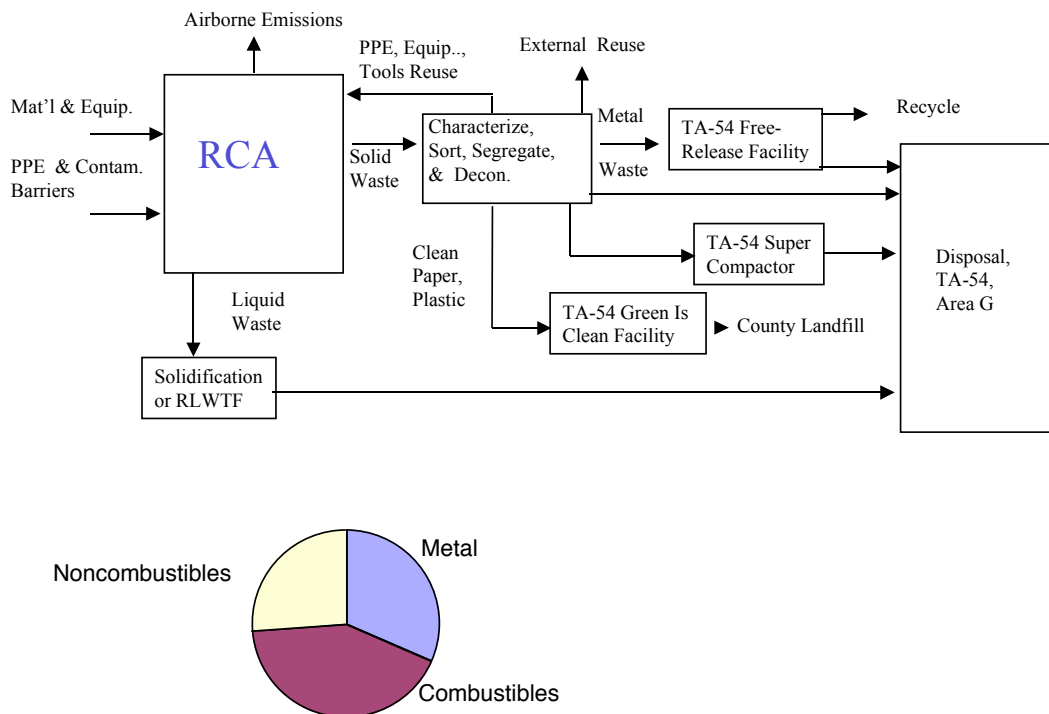 Airborne Emissions
PPE, Equip..,
Tools Reuse
External  Reuse
Mat'l & Equip.
PPE  & Contam.
Barriers
RCA
Solid
Waste
Characterize,
Sort, Segregate,
&  Decon.
Metal
Waste
TA-54 Free-
Release Facility
Recycle
TA-54 Super
Compactor
Disposal,
TA-54,
Area G
Clean
Paper,
Plastic
TA-54 Green Is
Clean Facility
County Landfill
Liquid
Waste
Solidification
or RLWTF
Noncombustibles
Metal
Combustibles